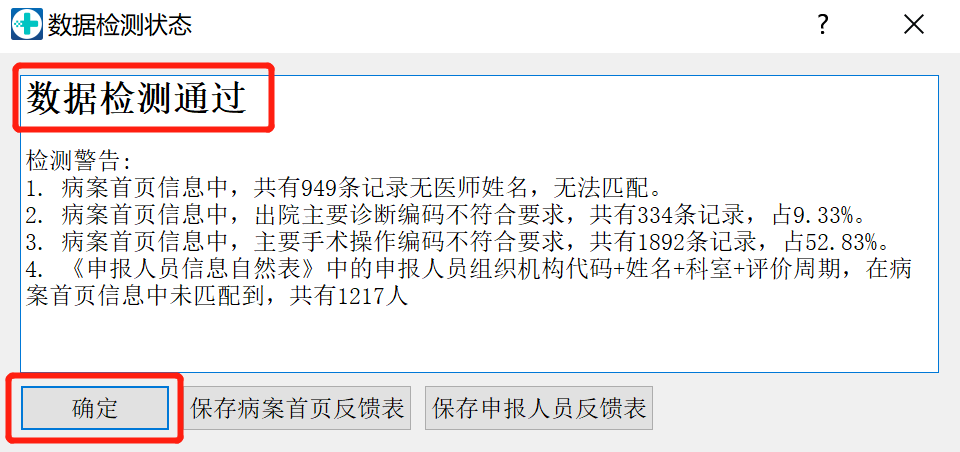 数据检测状态
?
数据检测通过
检测警告:
1. 病案首页信息中，共有949条记录无医师姓名，无法匹配。
2. 病案首页信息中，出院主要诊断编码不符合要求，共有334条记录，占9.33%。
3. 病案首页信息中，主要手术操作编码不符合要求，共有1892条记录，占52.83%。
4. 《申报人员信息自然表》中的申报人员组织机构代码+姓名+科室+评价周期，在病
案首页信息中未匹配到，共有1217人
确定 保存病案首页反馈表 保存申报人员反馈表